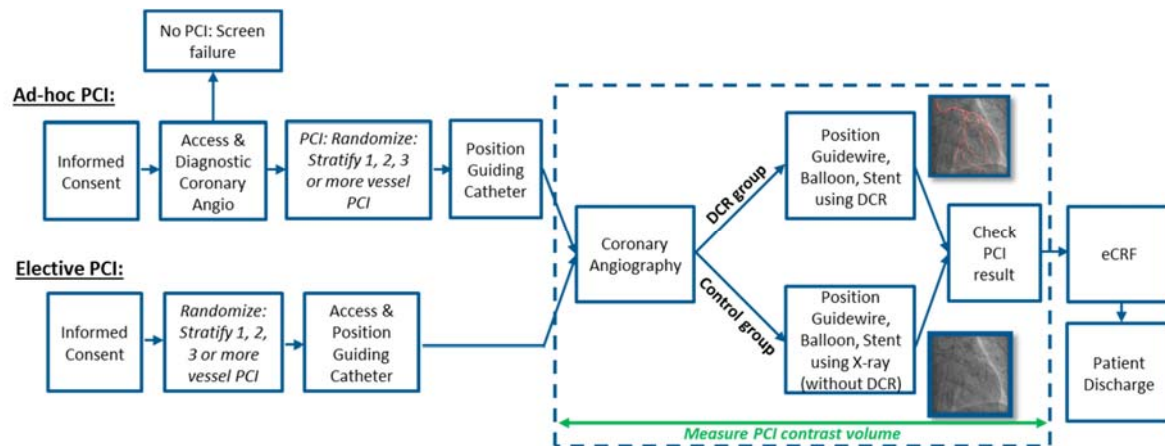 No PCI: Screen
failure
Ad-hoc PCI:
Informed
Consent
Access &
Diagnostic
Coronary
Angio
PCI: Randomize:
Stratify 1, 2, 3
or more vessel
PCI
Position
Guiding
Catheter
Elective PCI:
Informed
Consent
Randomize:
Stratify 1, 2,
3 or more
vessel PCI
Access &
Position
Guiding
Catheter
Coronary
Angiography
DCR group
Control group
Position
Guidewire,
Balloon, Stent
using DCR
Position
Guidewire,
Balloon, Stent
using X-ray
(without DCR)
Check
PCI
result
eCRF
Patient
Discharge
Measure PCI contrast volume